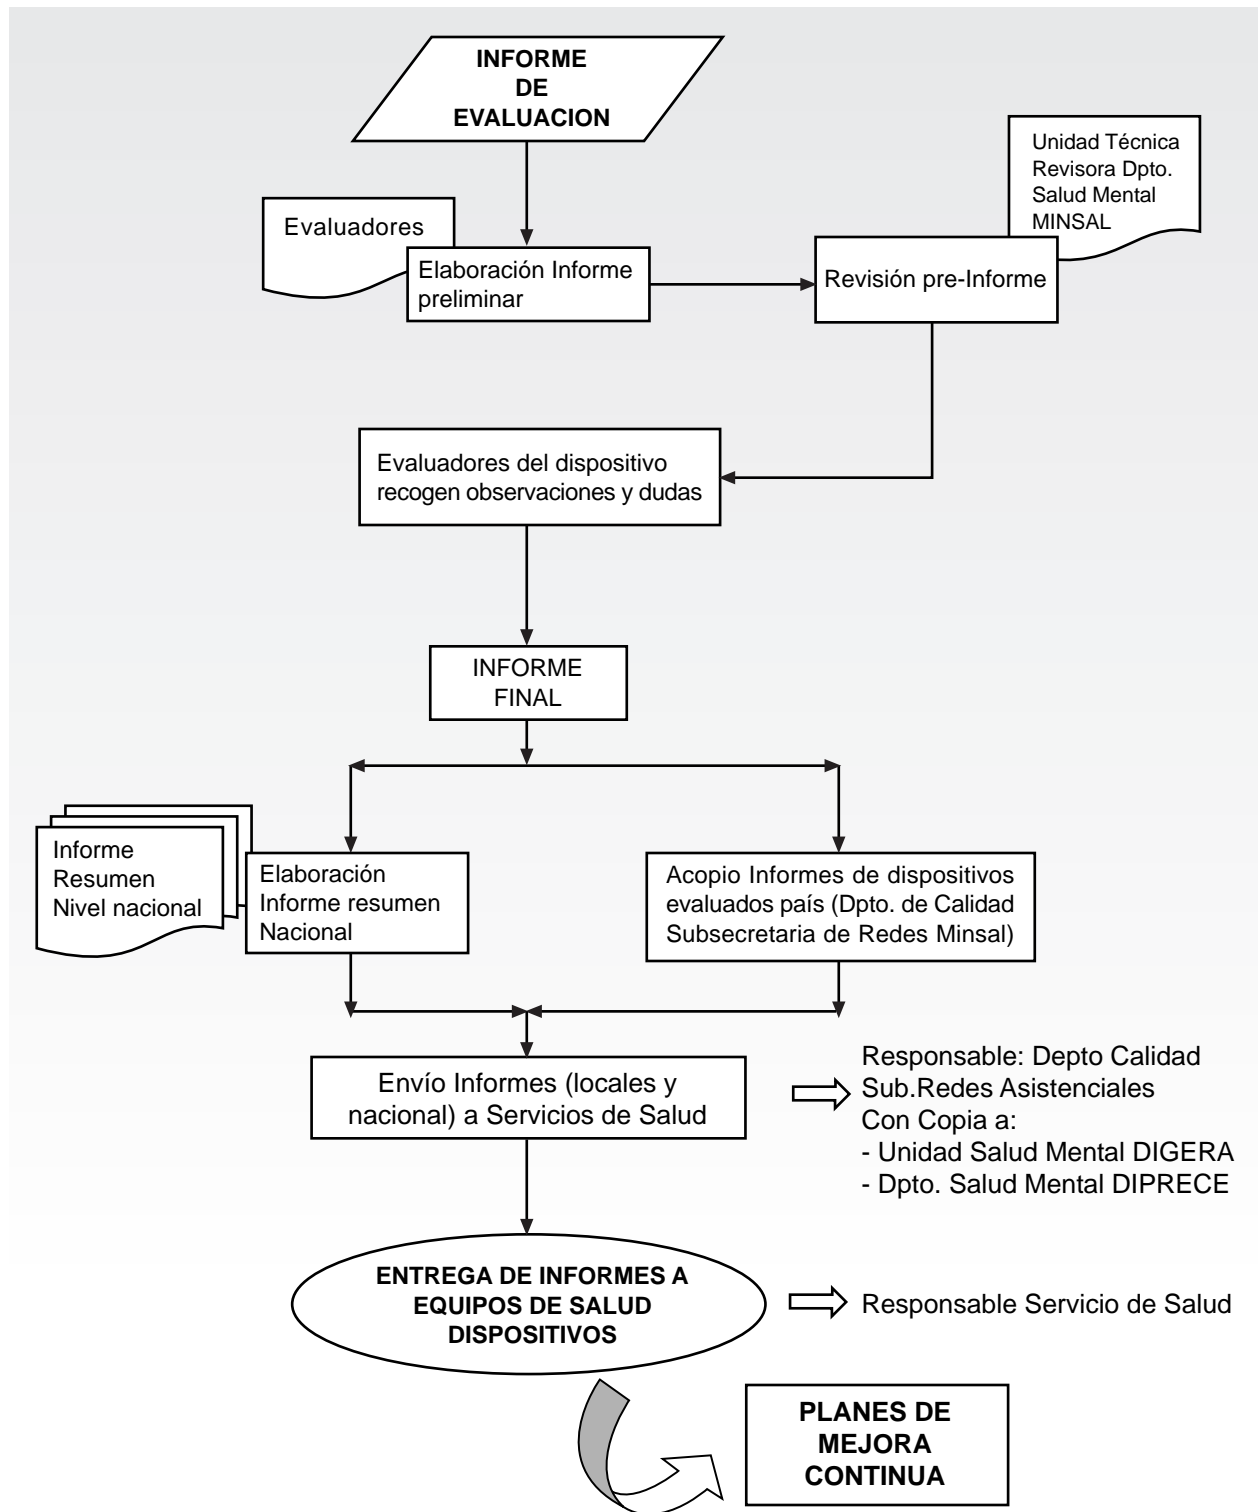 INFORME
DE
EVALUACION
Unidad Técnica
Revisora Dpto.
Salud Mental
MINSAL
Evaluadores
Elaboración Informe
preliminar
Revisión pre-Informe
Evaluadores del dispositivo
recogen observaciones y dudas
INFORME
FINAL
Informe
Resumen
Nivel nacional
Elaboración
Informe resumen
Nacional
Acopio Informes de dispositivos
evaluados país (Dpto. de Calidad
Subsecretaria de Redes Minsal)
Envío Informes (locales y
nacional) a Servicios de Salud
Responsable: Depto Calidad
Sub.Redes Asistenciales
Con Copia a:
- Unidad Salud Mental DIGERA
- Dpto. Salud Mental DIPRECE
ENTREGA DE INFORMES A
EQUIPOS DE SALUD
DISPOSITIVOS
Responsable Servicio de Salud
PLANES DE
MEJORA
CONTINUA